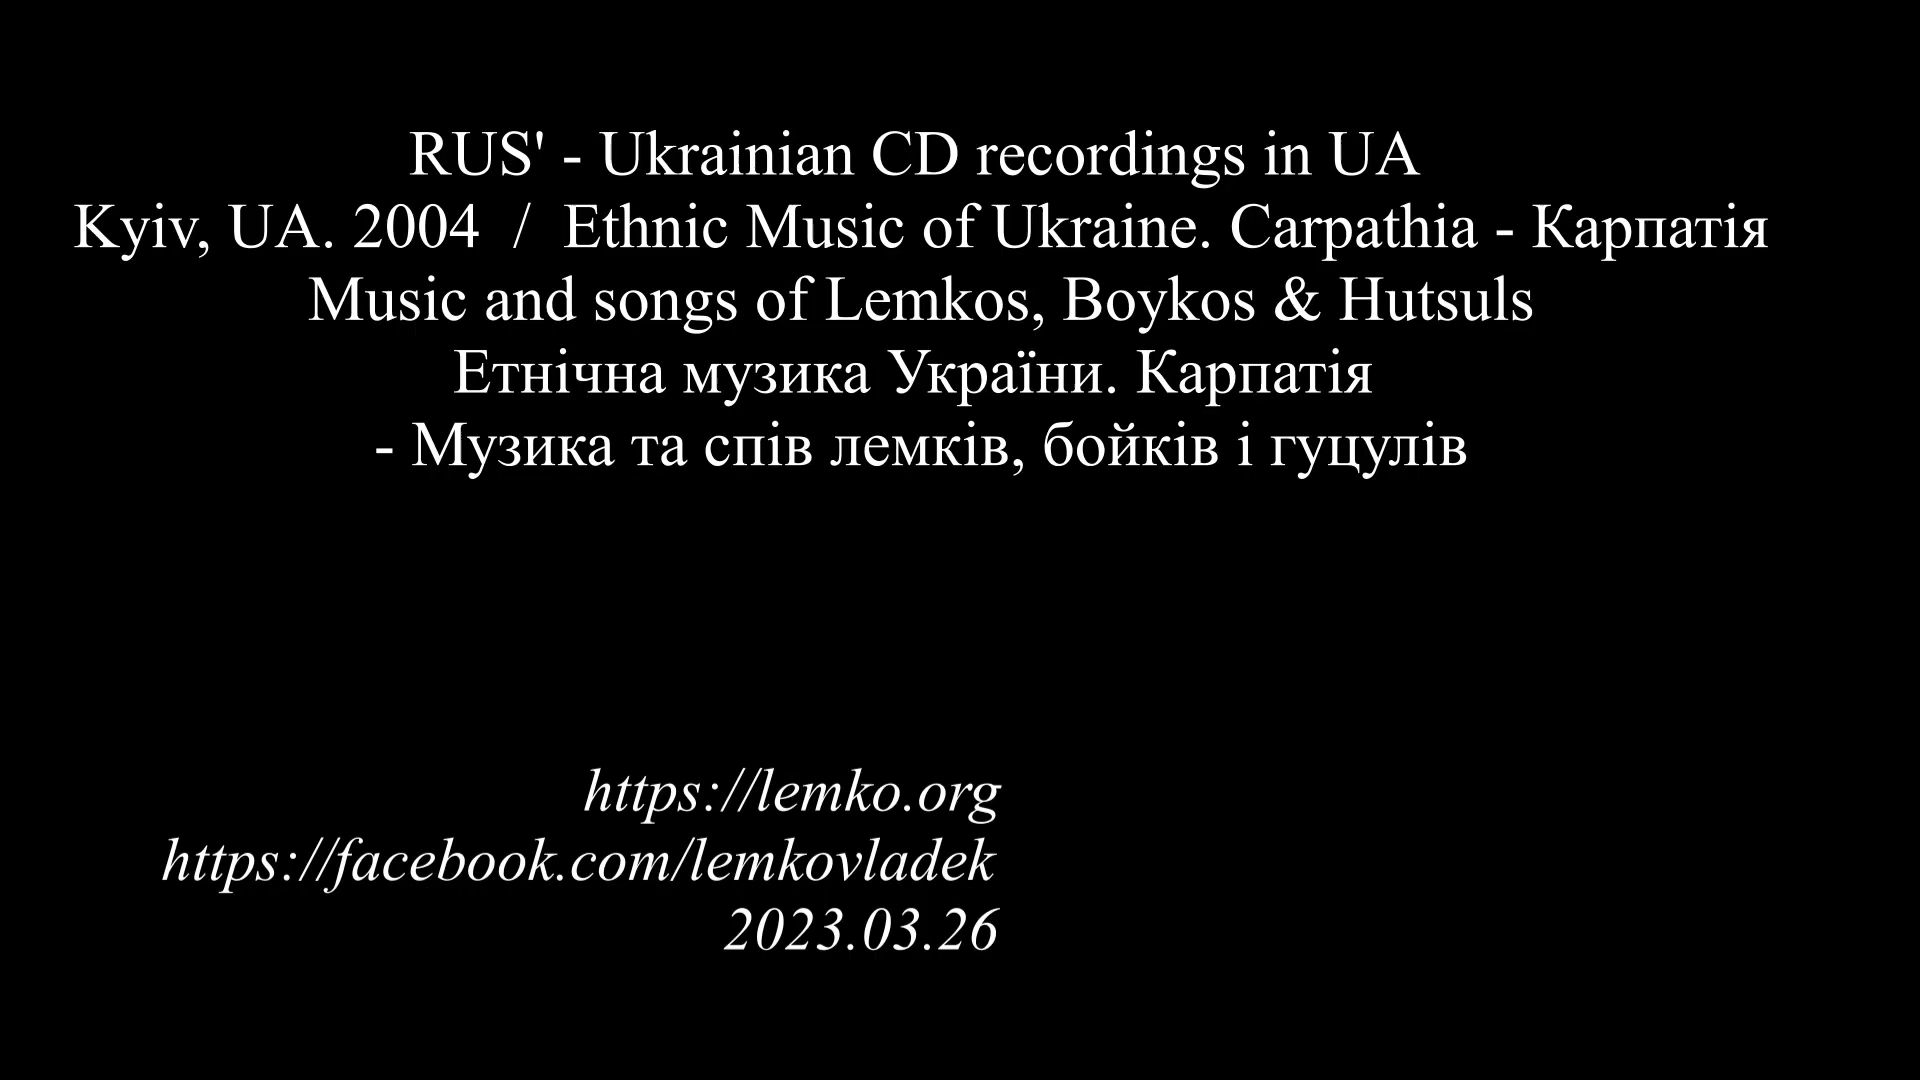 RUS' - Ukrainian CD recordings in UA
Kyiv, UA. 2004 / Ethnic Music of Ukraine. Carpathia - Карпатія
Music and songs of Lemkos, Boykos & Hutsuls
Етнічна музика України. Карпатія
- Музика та спів лемків, бойків і гуцулів
https://lemko.org
https://facebook.com/lemkovladek
2023.03.26